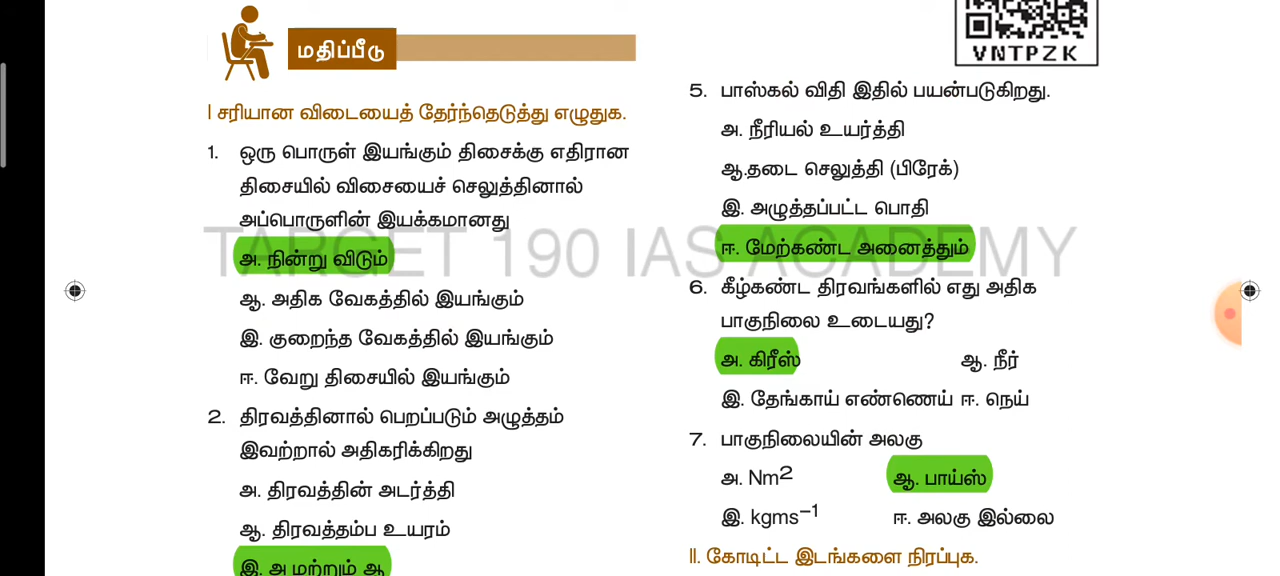 மதிப்பீடு
I சரியான விடையைத் தேர்ந்தெடுத்து எழுதுக.
1. ஒரு பொருள் இயங்கும் திசைக்கு எதிரான
திசையில் விசையைச் செலுத்தினால்
அப்பொருளின் இயக்கமானது
அ. நின்று விடும்
ஆ. அதிக வேகத்தில் இயங்கும்
இ. குறைந்த வேகத்தில் இயங்கும்
ஈ. வேறு திசையில் இயங்கும்
2. திரவத்தினால் பெறப்படும் அழுத்தம்
இவற்றால் அதிகரிக்கிறது
அ. திரவத்தின் அடர்த்தி
ஆ. திரவத்தம்ப உயரம்
இ. அ மற்றும் ஆ
VNTPZK
5. பாஸ்கல் விதி இதில் பயன்படுகிறது.
அ. நீரியல் உயர்த்தி
ஆ.தடை செலுத்தி (பிரேக்)
இ. அழுத்தப்பட்ட பொதி
ஈ. மேற்கண்ட அனைத்தும்
6. கீழ்கண்ட திரவங்களில் எது அதிக
பாகுநிலை உடையது?
அ. கிரீஸ் ஆ. நீர்
இ. தேங்காய் எண்ணெய் ஈ. நெய்
7. பாகுநிலையின் அலகு
அ. Nm² ஆ. பாய்ஸ்
இ. kgms⁻¹ ஈ. அலகு இல்லை
II. கோடிட்ட இடங்களை நிரப்புக.
TARGET 190 IAS ACADEMY